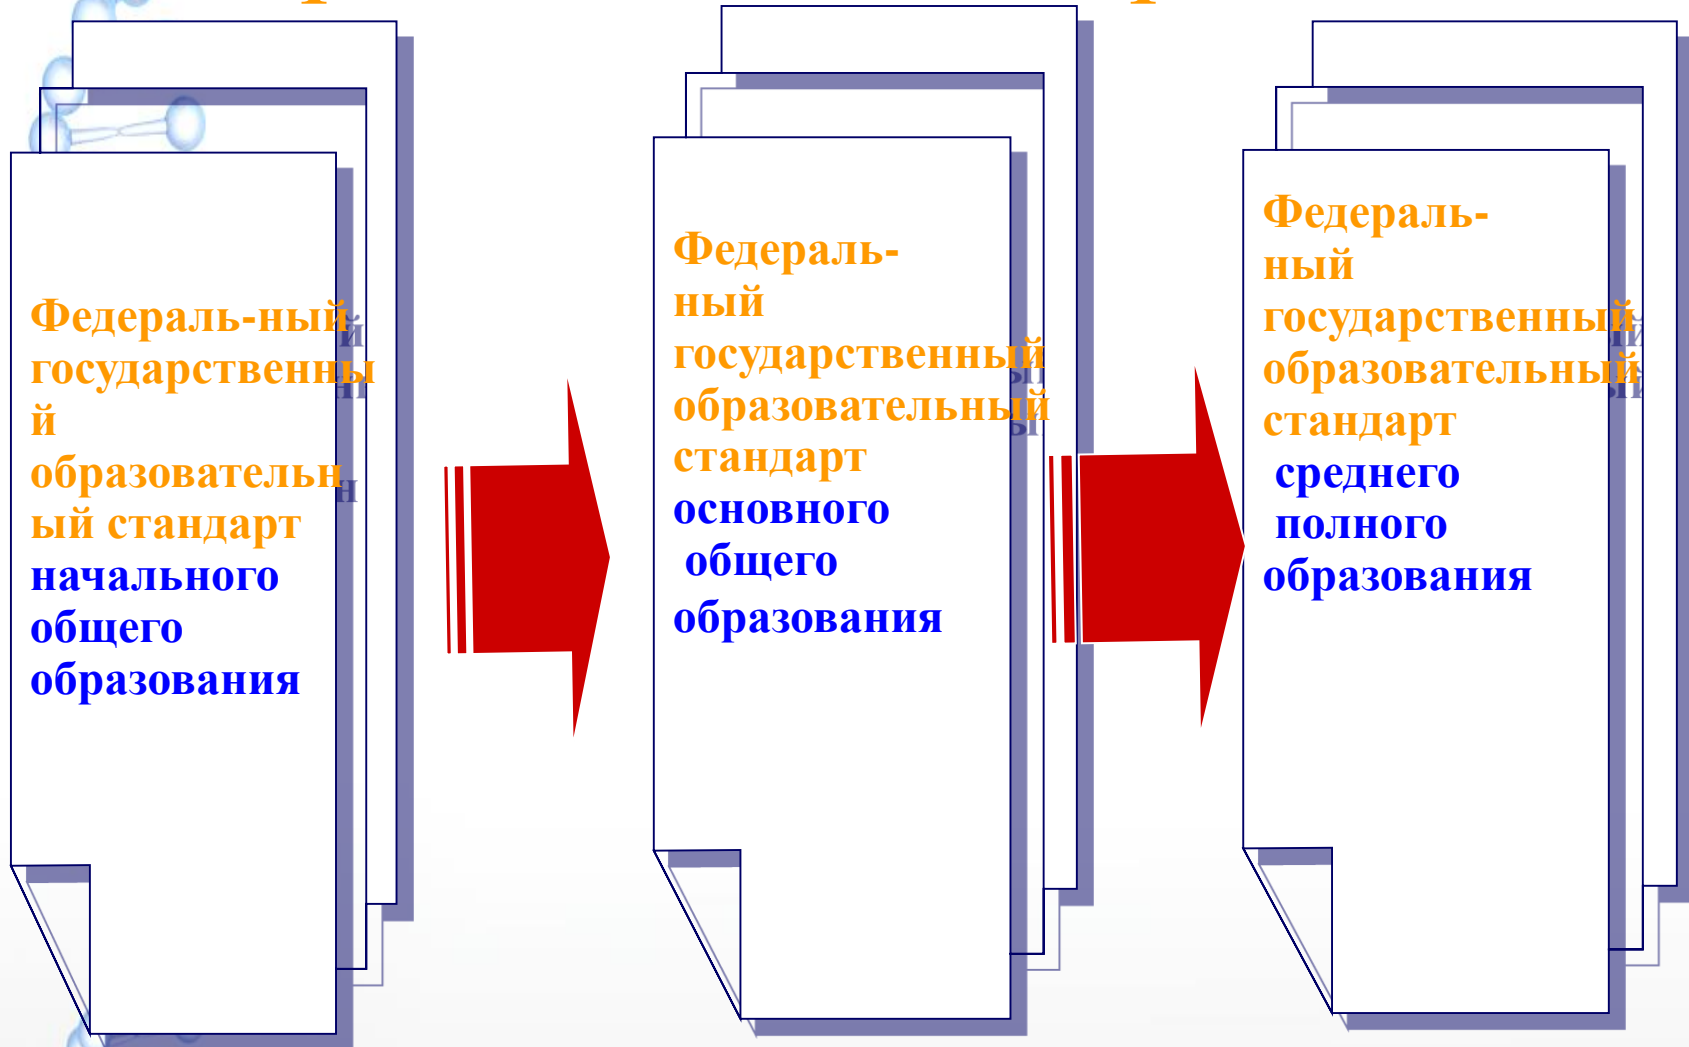 Федераль-ный
государственны
й
образовательн
ый стандарт
начального
общего
образования
Федераль-
ный
государственный
образовательный
стандарт
основного
общего
образования
Федераль-
ный
государственный
образовательный
стандарт
среднего
полного
образования